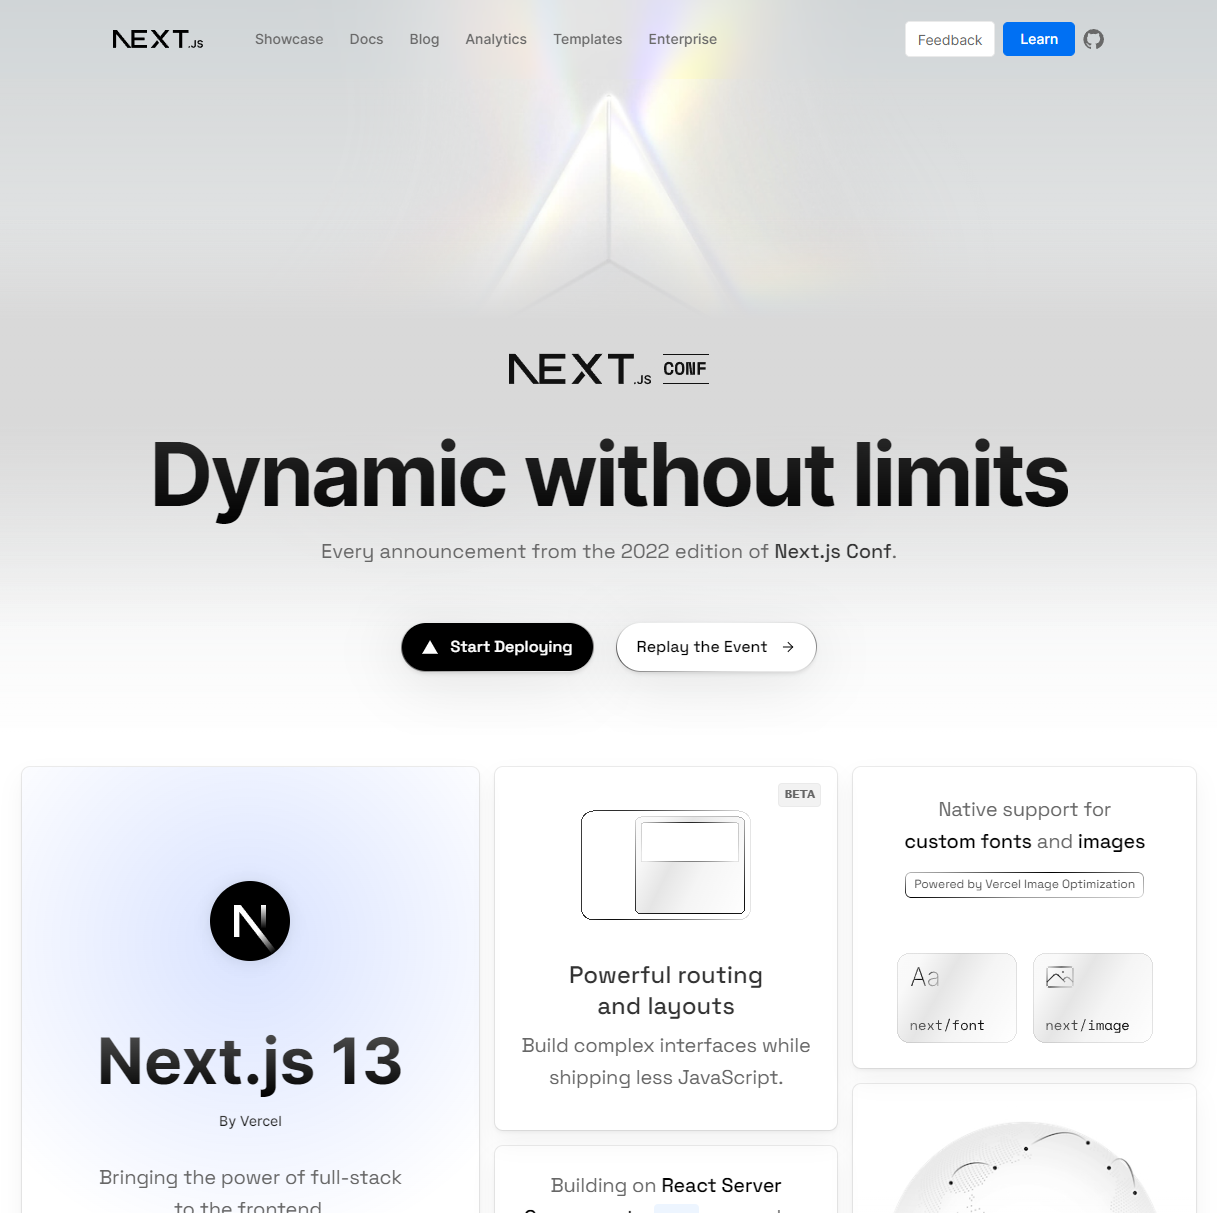 NEXT.JS
Showcase
Docs
Blog
Analytics
Templates
Enterprise
Feedback
Learn
NEXT.JS CONF
Dynamic without limits
Every announcement from the 2022 edition of Next.js Conf.
Start Deploying
Replay the Event →
N
Next.js 13
By Vercel
Bringing the power of full-stack
to the frontend
BETA
Powerful routing
and layouts
Build complex interfaces while
shipping less JavaScript.
Building on React Server
Native support for
custom fonts and images
Powered by Vercel Image Optimization
Aa
next/font
next/image